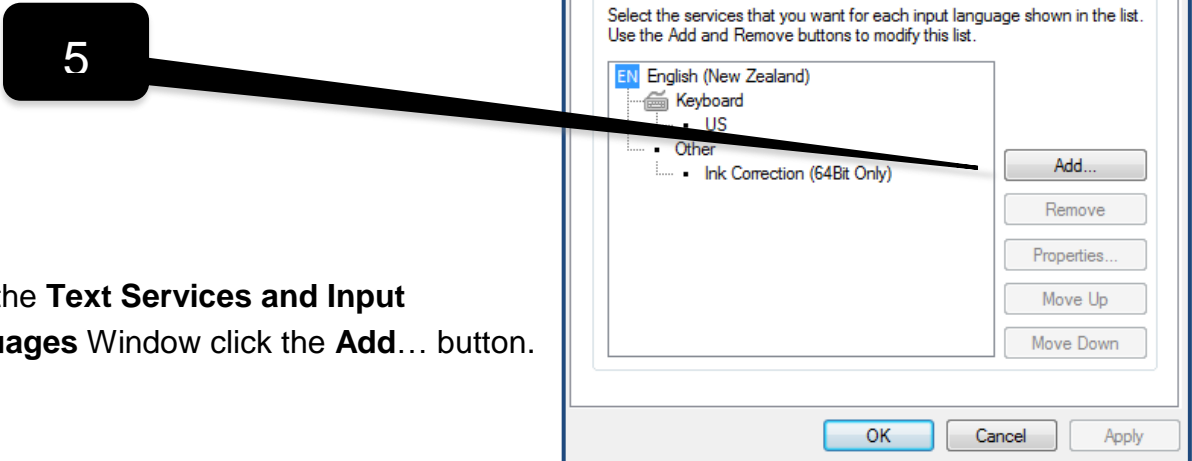 5
Select the services that you want for each input language shown in the list.
Use the Add and Remove buttons to modify this list.
EN English (New Zealand)
Keyboard
US
Other
Ink Correction (64Bit Only)
Add...
Remove
Properties...
Move Up
Move Down
the Text Services and Input
Window click the Add… button.
OK Cancel Apply